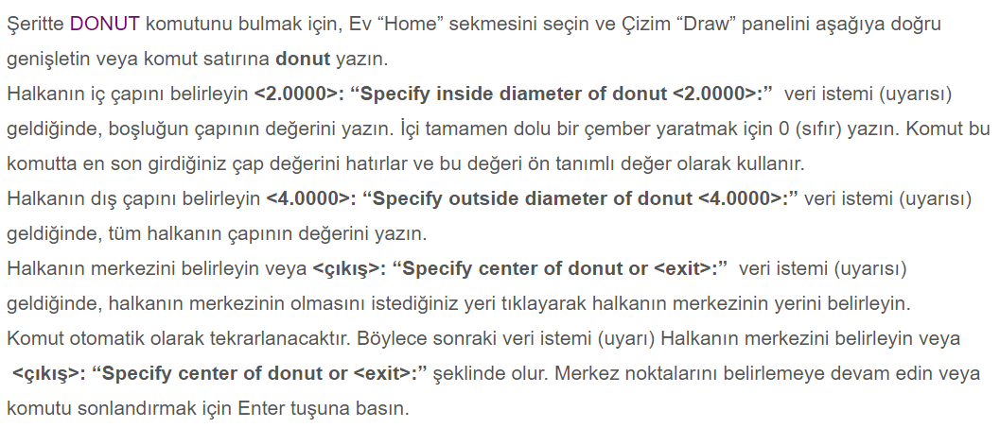 Şeritte DONUT komutunu bulmak için, Ev “Home” sekmesini seçin ve Çizim “Draw” panelini aşağıya doğru
genişletin veya komut satırına donut yazın.
Halkanın iç çapını belirleyin <2.0000>: “Specify inside diameter of donut <2.0000>:” veri istemi (uyarısı)
geldiğinde, boşluğun çapının değerini yazın. İçi tamamen dolu bir çember yaratmak için 0 (sıfır) yazın. Komut bu
komutta en son girdiğiniz çap değerini hatırlar ve bu değeri ön tanımlı değer olarak kullanır.
Halkanın dış çapını belirleyin <4.0000>: “Specify outside diameter of donut <4.0000>:” veri istemi (uyarısı)
geldiğinde, tüm halkanın çapının değerini yazın.
Halkanın merkezini belirleyin veya <çıkış>: “Specify center of donut or <exit>:” veri istemi (uyarısı)
geldiğinde, halkanın merkezinin olmasını istediğiniz yeri tıklayarak halkanın merkezinin yerini belirleyin.
Komut otomatik olarak tekrarlanacaktır. Böylece sonraki veri istemi (uyarı) Halkanın merkezini belirleyin veya
<çıkış>: “Specify center of donut or <exit>:” şeklinde olur. Merkez noktalarını belirlemeye devam edin veya
komutu sonlandırmak için Enter tuşuna basın.